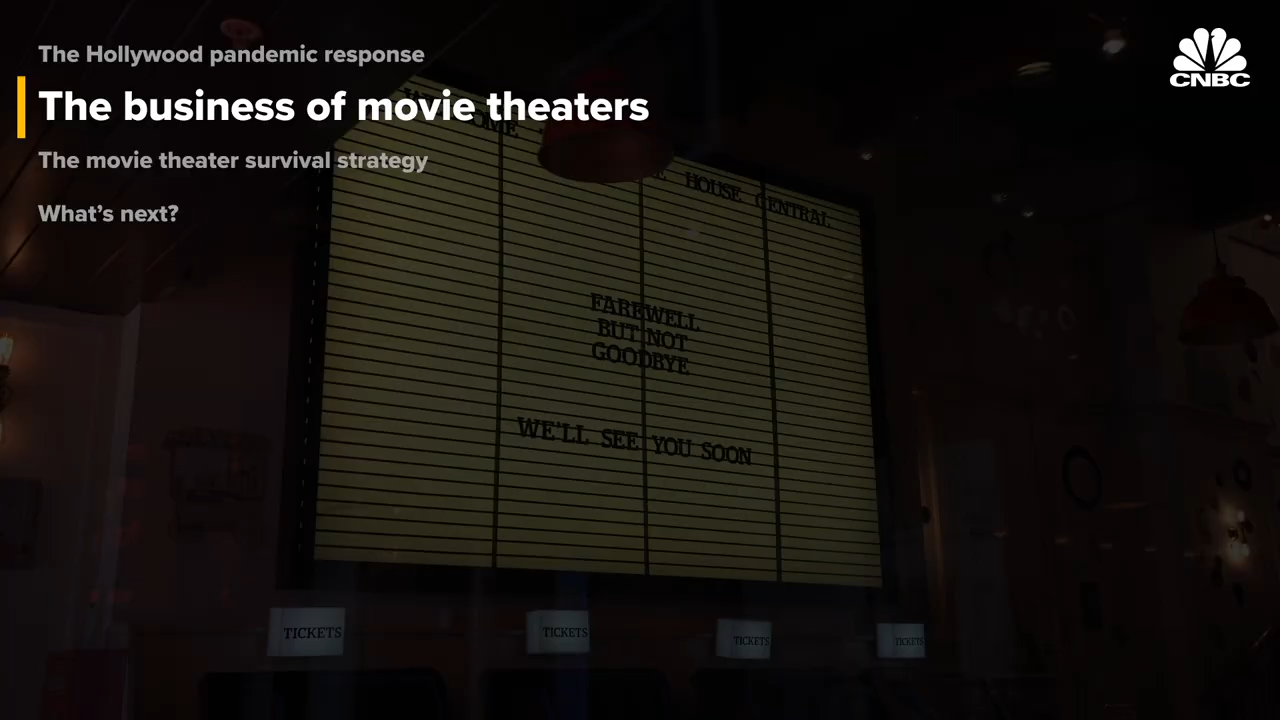 The Hollywood pandemic response
The business of movie theaters
The movie theater survival strategy
What's next?
CNBC
HOUSE CENTRAL
FAREWELL
BUT NOT
GOODBYE
WE'LL SEE YOU SOON
TICKETS
TICKETS
TICKETS
TICKETS